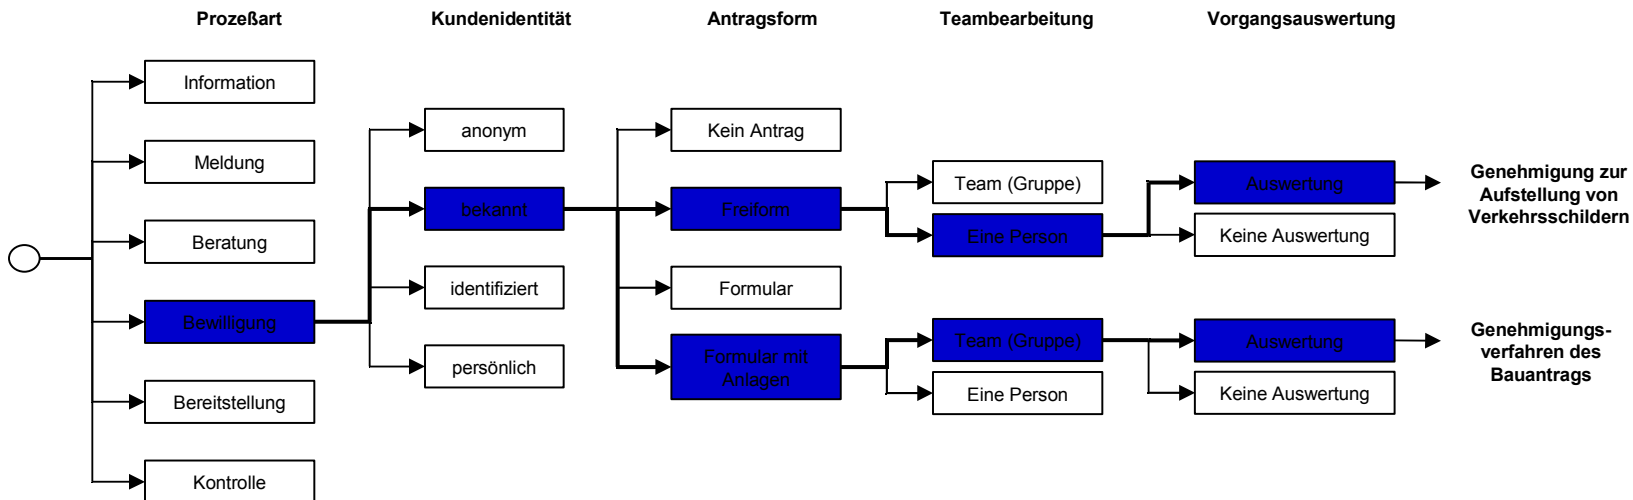 Prozeßart
Kundenidentität
Antragsform
Teambearbeitung
Vorgangsauswertung
Information
Meldung
Beratung
Bewilligung
Bereitstellung
Kontrolle
anonym
bekannt
identifiziert
persönlich
Kein Antrag
Freiform
Formular
Formular mit
Anlagen
Team (Gruppe)
Eine Person
Team (Gruppe)
Eine Person
Auswertung
Keine Auswertung
Auswertung
Keine Auswertung
Genehmigung zur
Aufstellung von
Verkehrsschildern
Genehmigungs-
verfahren des
Bauantrags